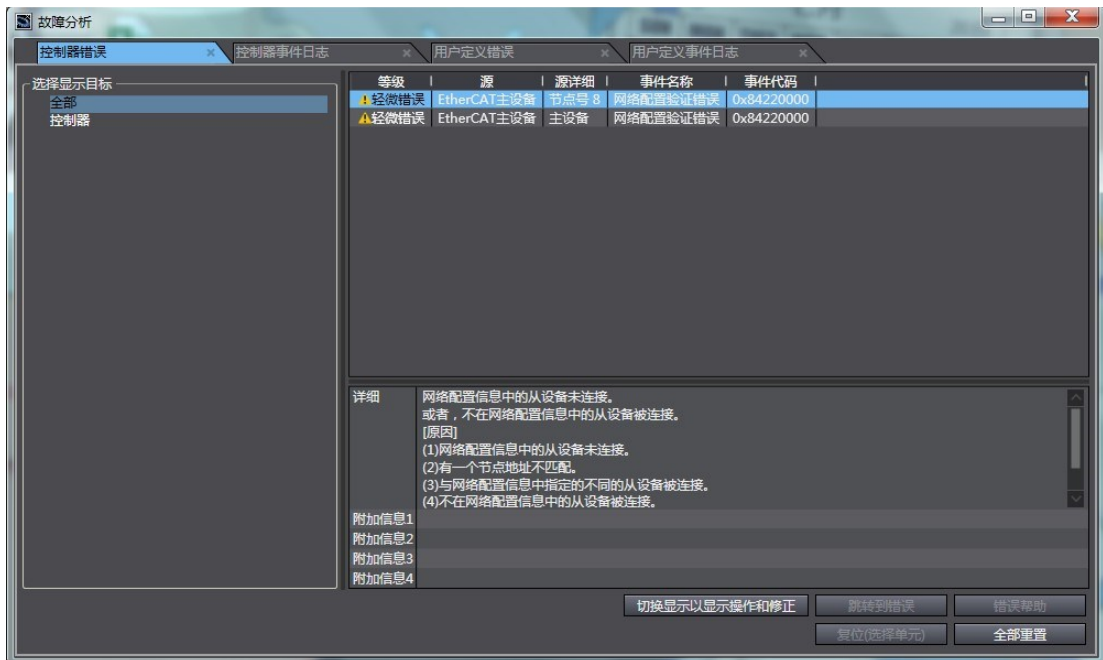 故障分析
控制器错误 控制器事件日志 用户定义错误 用户定义事件日志
选择显示目标
全部
控制器
等级 源 源详细 事件名称 事件代码
轻微错误 EtherCAT主设备 节点号 8 网络配置验证错误 0x84220000
轻微错误 EtherCAT主设备 主设备 网络配置验证错误 0x84220000
详细 网络配置信息中的从设备未连接。
或者，不在网络配置信息中的从设备被连接。
[原因]
(1)网络配置信息中的从设备未连接。
(2)有一个节点地址不匹配。
(3)与网络配置信息中指定的不同的从设备被连接。
(4)不在网络配置信息中的从设备被连接。
附加信息1
附加信息2
附加信息3
附加信息4
切换显示以显示操作和修正 跳转到错误 错误帮助
复位(选择单元) 全部重置